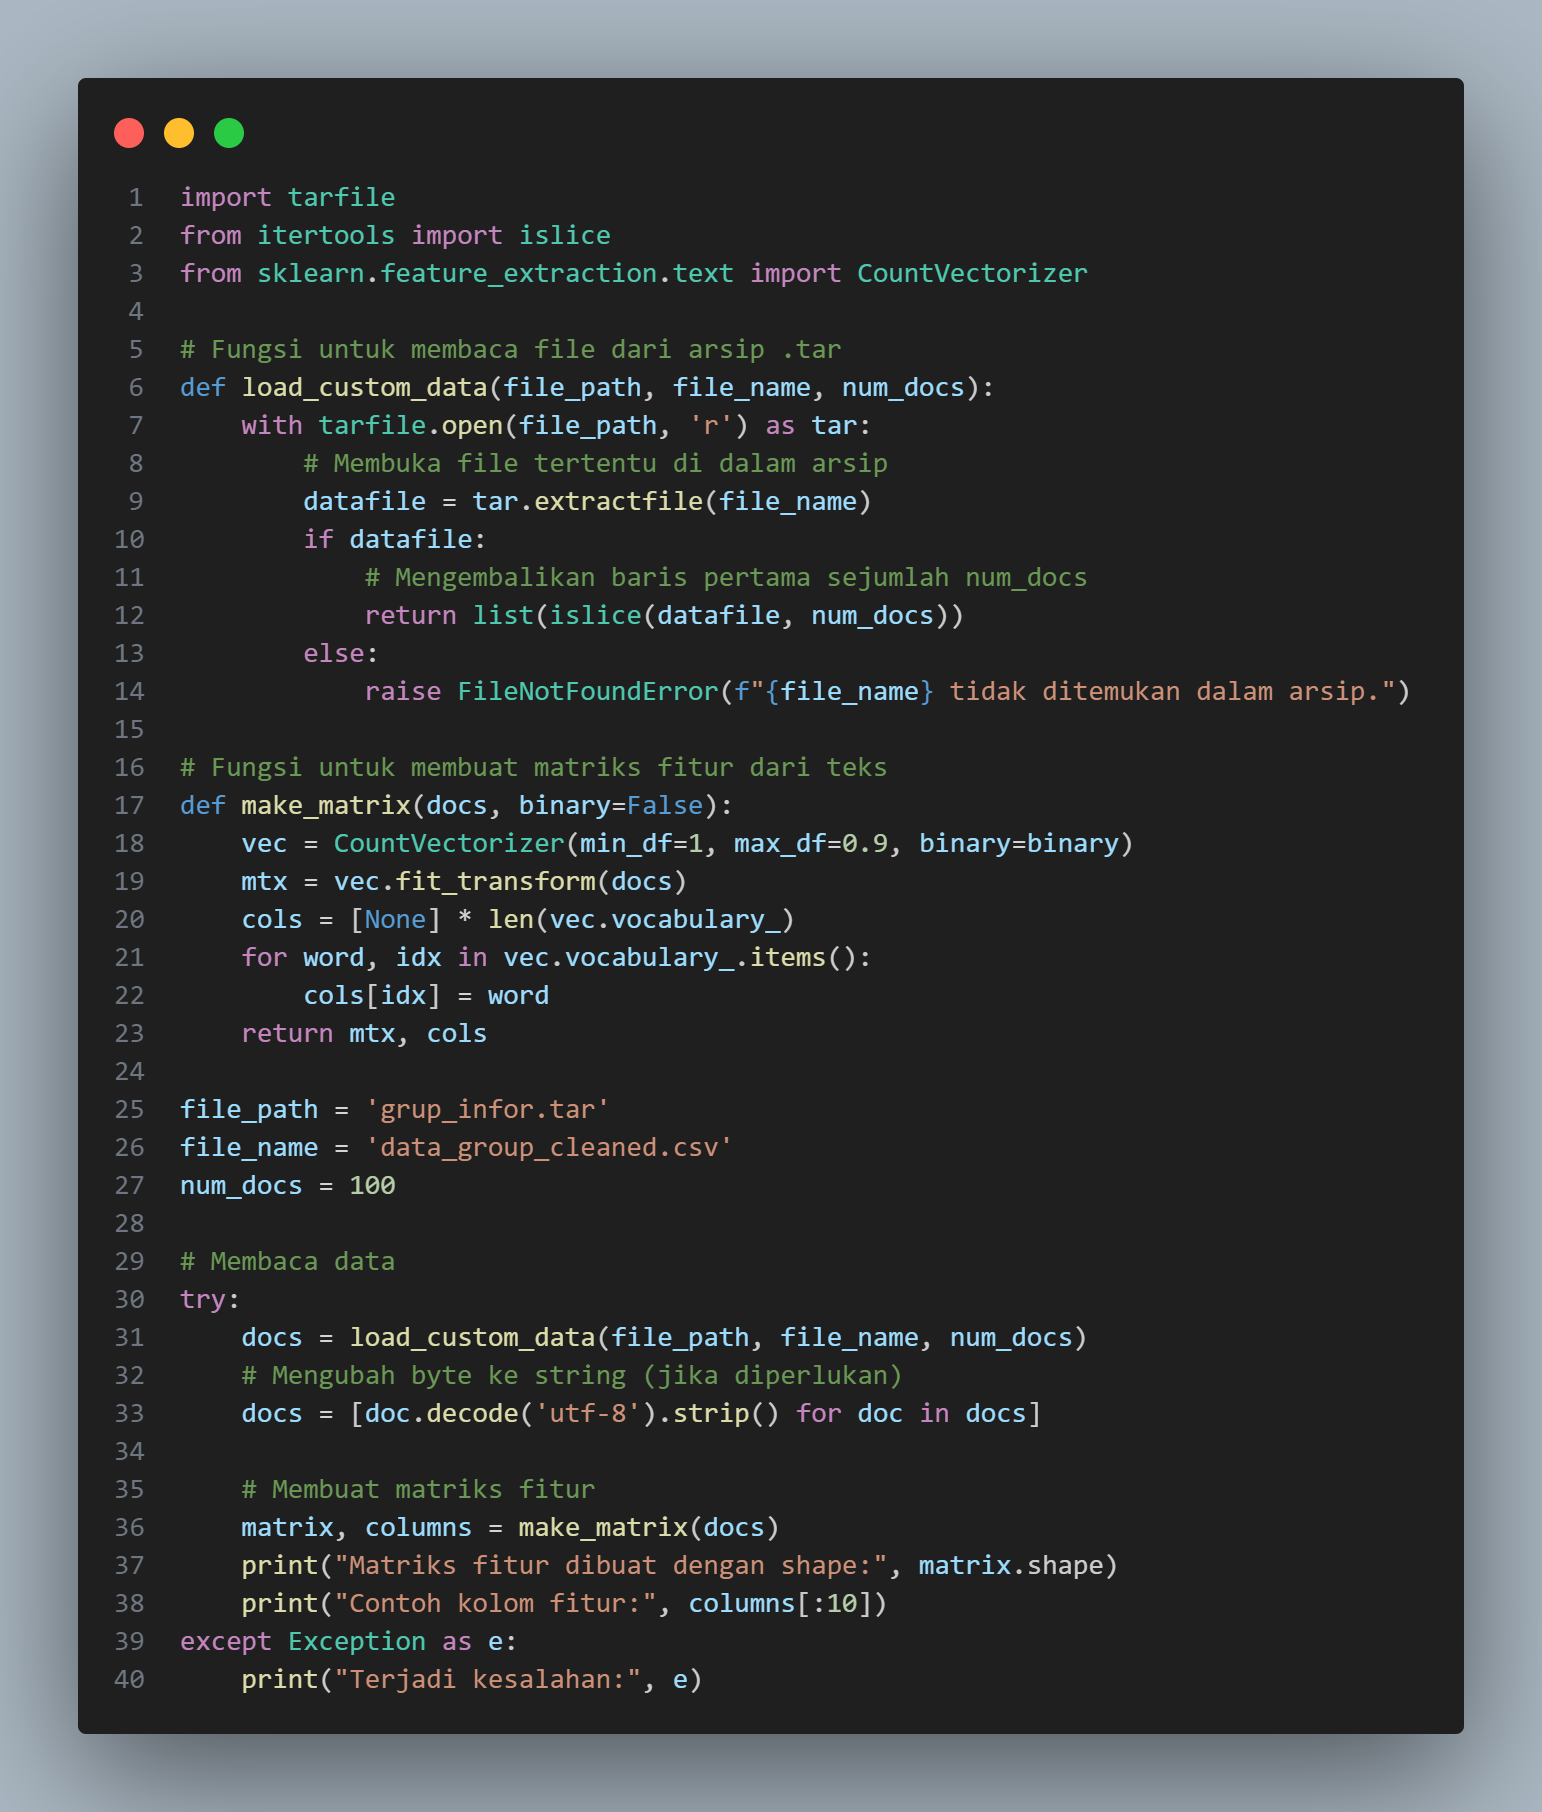 1 import tarfile
2 from itertools import islice
3 from sklearn.feature_extraction.text import CountVectorizer
4
5 # Fungsi untuk membaca file dari arsip .tar
6 def load_custom_data(file_path, file_name, num_docs):
7     with tarfile.open(file_path, 'r') as tar:
8         # Membuka file tertentu di dalam arsip
9         datafile = tar.extractfile(file_name)
10         if datafile:
11             # Mengembalikan baris pertama sejumlah num_docs
12             return list(islice(datafile, num_docs))
13         else:
14             raise FileNotFoundError(f"{file_name} tidak ditemukan dalam arsip.")
15
16 # Fungsi untuk membuat matriks fitur dari teks
17 def make_matrix(docs, binary=False):
18     vec = CountVectorizer(min_df=1, max_df=0.9, binary=binary)
19     mtx = vec.fit_transform(docs)
20     cols = [None] * len(vec.vocabulary_)
21     for word, idx in vec.vocabulary_.items():
22         cols[idx] = word
23     return mtx, cols
24
25 file_path = 'grup_infor.tar'
26 file_name = 'data_group_cleaned.csv'
27 num_docs = 100
28
29 # Membaca data
30 try:
31     docs = load_custom_data(file_path, file_name, num_docs)
32     # Mengubah byte ke string (jika diperlukan)
33     docs = [doc.decode('utf-8').strip() for doc in docs]
34
35     # Membuat matriks fitur
36     matrix, columns = make_matrix(docs)
37     print("Matriks fitur dibuat dengan shape:", matrix.shape)
38     print("Contoh kolom fitur:", columns[:10])
39 except Exception as e:
40     print("Terjadi kesalahan:", e)